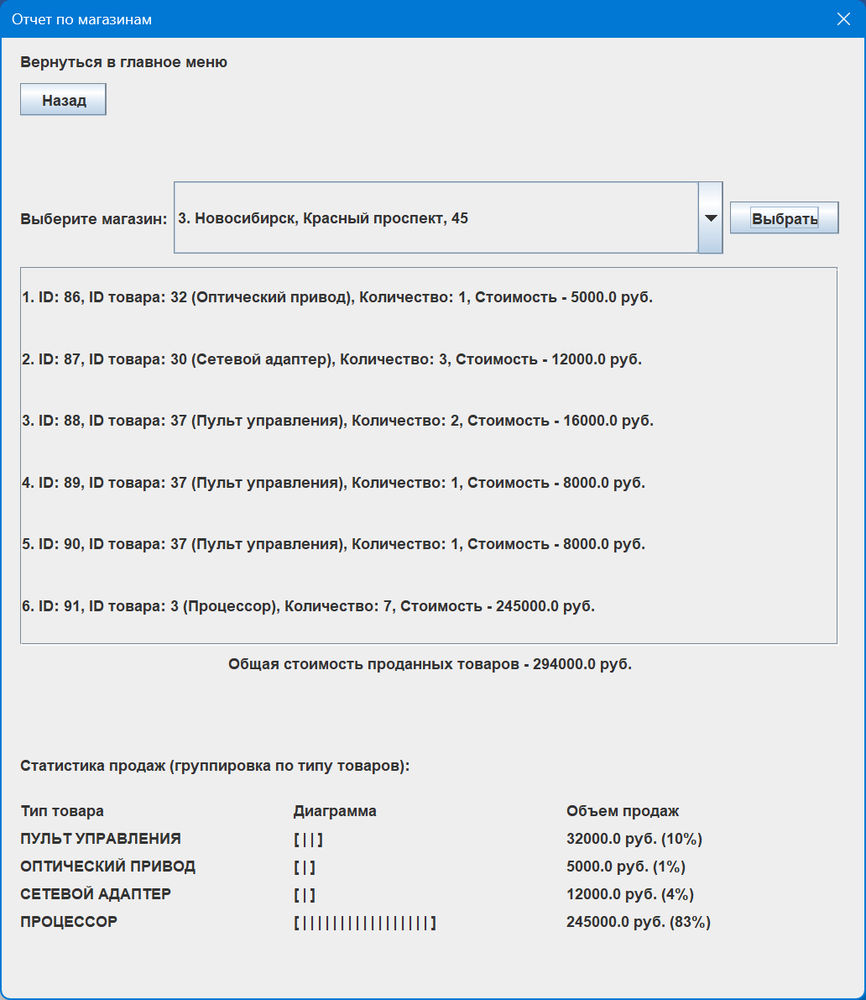 Отчет по магазинам
Вернуться в главное меню
Назад
Выберите магазин: 3. Новосибирск, Красный проспект, 45 Выбрать
1. ID: 86, ID товара: 32 (Оптический привод), Количество: 1, Стоимость - 5000.0 руб.
2. ID: 87, ID товара: 30 (Сетевой адаптер), Количество: 3, Стоимость - 12000.0 руб.
3. ID: 88, ID товара: 37 (Пульт управления), Количество: 2, Стоимость - 16000.0 руб.
4. ID: 89, ID товара: 37 (Пульт управления), Количество: 1, Стоимость - 8000.0 руб.
5. ID: 90, ID товара: 37 (Пульт управления), Количество: 1, Стоимость - 8000.0 руб.
6. ID: 91, ID товара: 3 (Процессор), Количество: 7, Стоимость - 245000.0 руб.
Общая стоимость проданных товаров - 294000.0 руб.
Статистика продаж (группировка по типу товаров):
Тип товара Диаграмма Объем продаж
ПУЛЬТ УПРАВЛЕНИЯ [ | | ] 32000.0 руб. (10%)
ОПТИЧЕСКИЙ ПРИВОД [ | ] 5000.0 руб. (1%)
СЕТЕВОЙ АДАПТЕР [ | ] 12000.0 руб. (4%)
ПРОЦЕССОР [ | | | | | | | | | | | | | | | | | ] 245000.0 руб. (83%)